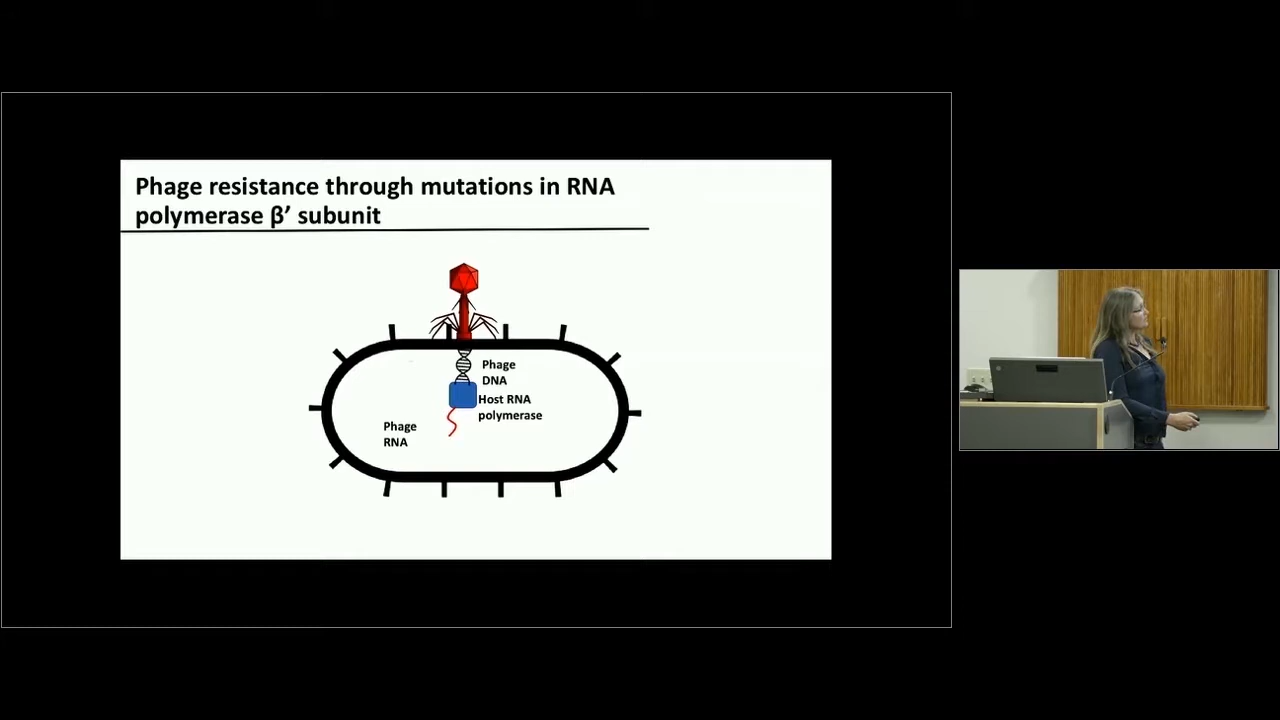 Phage resistance through mutations in RNA
polymerase β’ subunit
Phage
DNA
Host RNA
polymerase
Phage
RNA